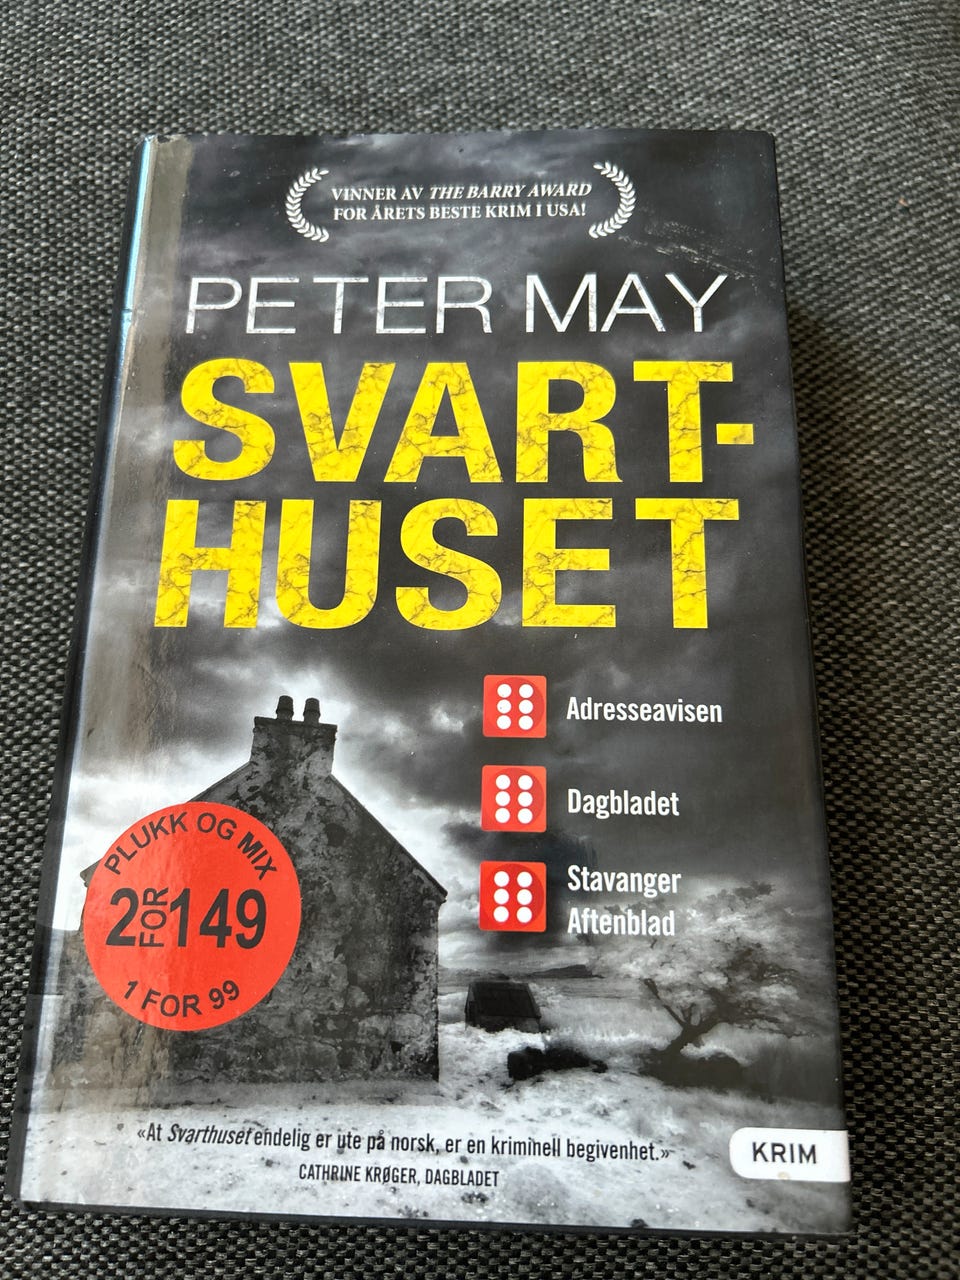 VINNER AV THE BARRY AWARD
FOR ÅRETS BESTE KRIM I USA!
PETER MAY
SVART-
HUSET
Adresseavisen
Dagbladet
Stavanger
Aftenblad
PLUKK OG MIX
2 FOR 149
1 FOR 99
«At Svarthuset endelig er ute på norsk, er en kriminell begivenhet.»
CATHRINE KRØGER, DAGBLADET
KRIM